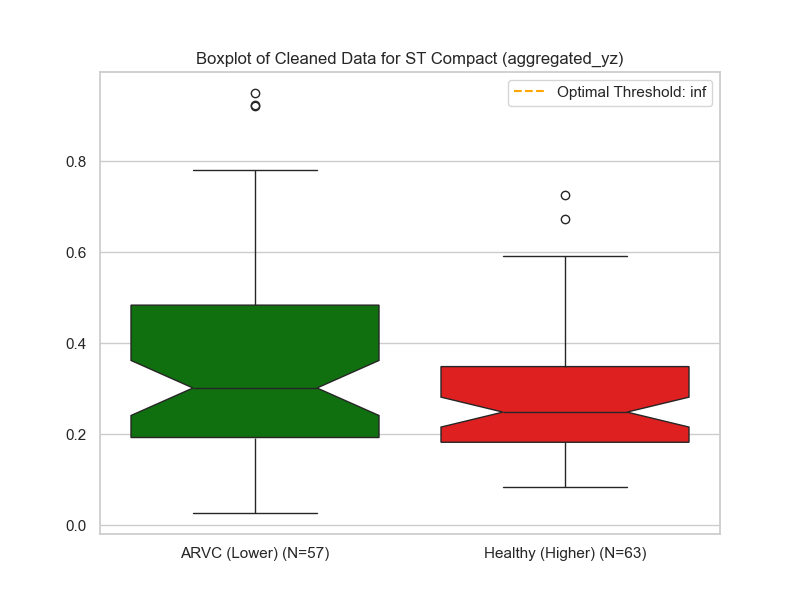 Boxplot of Cleaned Data for ST Compact (aggregated_yz)
Optimal Threshold: inf
0.8
0.6
0.4
0.2
0.0
ARVC (Lower) (N=57)
Healthy (Higher) (N=63)